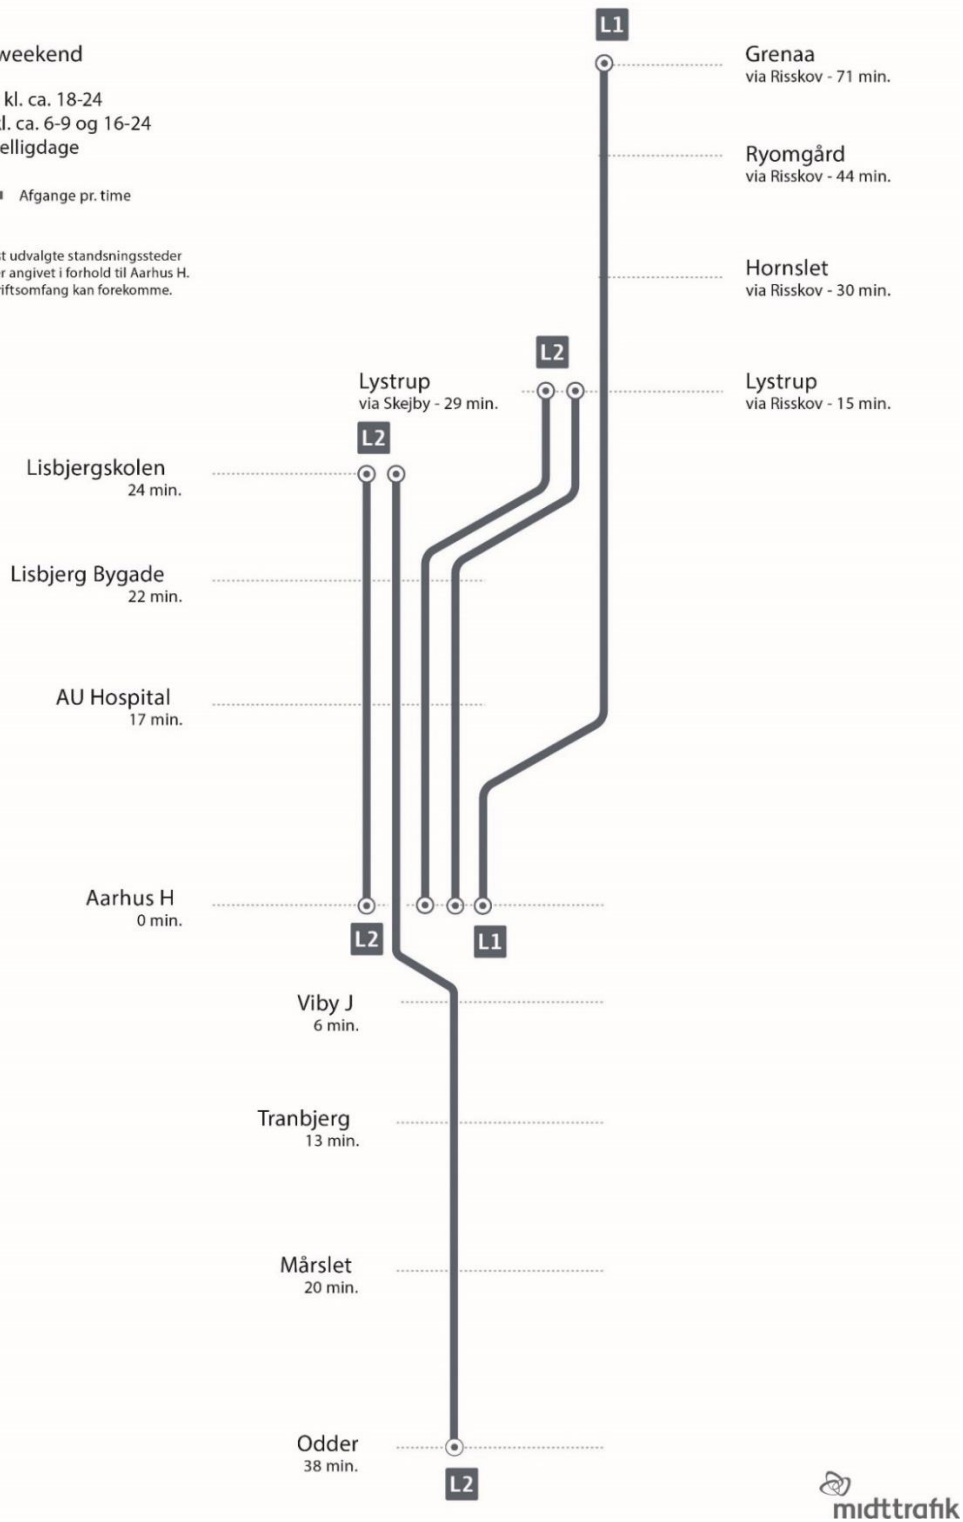 weekend
kl. ca. 18-24
kl. ca. 6-9 og 16-24
elligdage
Afgange pr. time
udvalgte standsningssteder
angivet i forhold til Aarhus H.
riftsomfang kan forekomme.
L1
Grenaa
via Risskov - 71 min.
Ryomgård
via Risskov - 44 min.
Hornslet
via Risskov - 30 min.
L2
Lystrup
via Skejby - 29 min.
Lystrup
via Risskov - 15 min.
L2
Lisbjergskolen
24 min.
Lisbjerg Bygade
22 min.
AU Hospital
17 min.
Aarhus H
0 min.
L2
L1
Viby J
6 min.
Tranbjerg
13 min.
Mårslet
20 min.
Odder
38 min.
L2
midttrafik